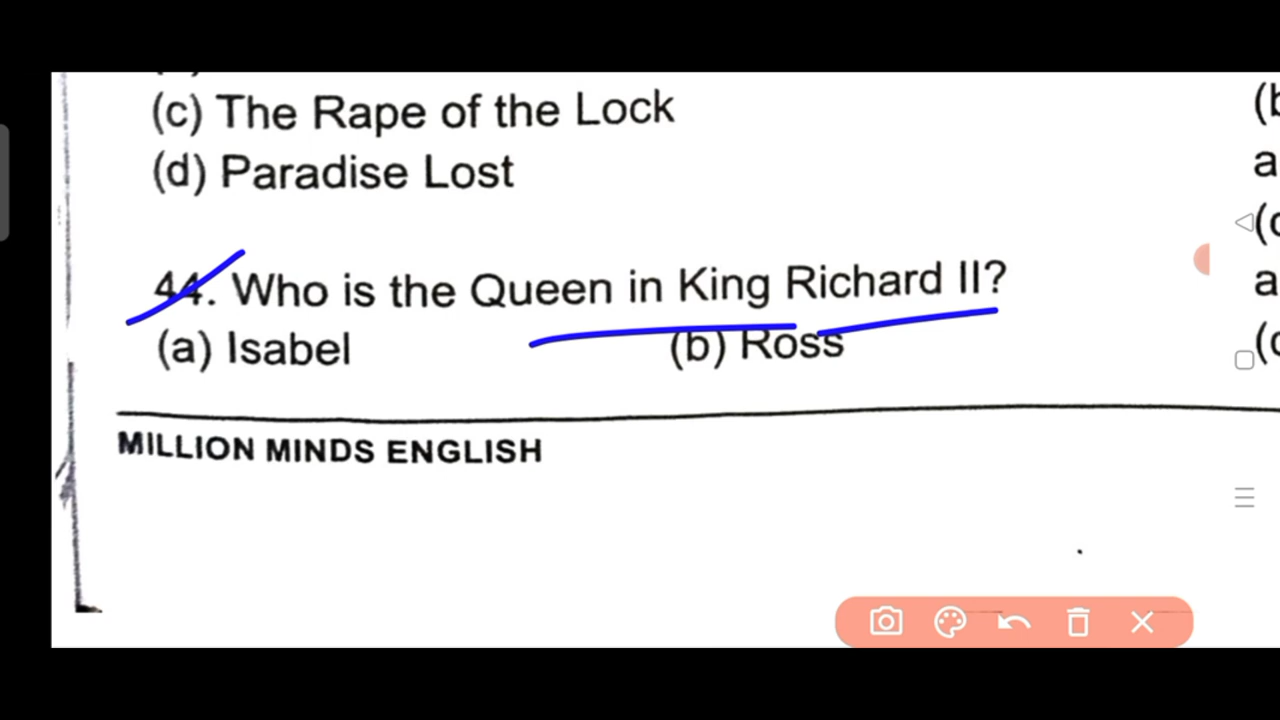 (c) The Rape of the Lock
(d) Paradise Lost
44. Who is the Queen in King Richard II?
(a) Isabel (b) Ross
MILLION MINDS ENGLISH
(b
a
(c
a
(c